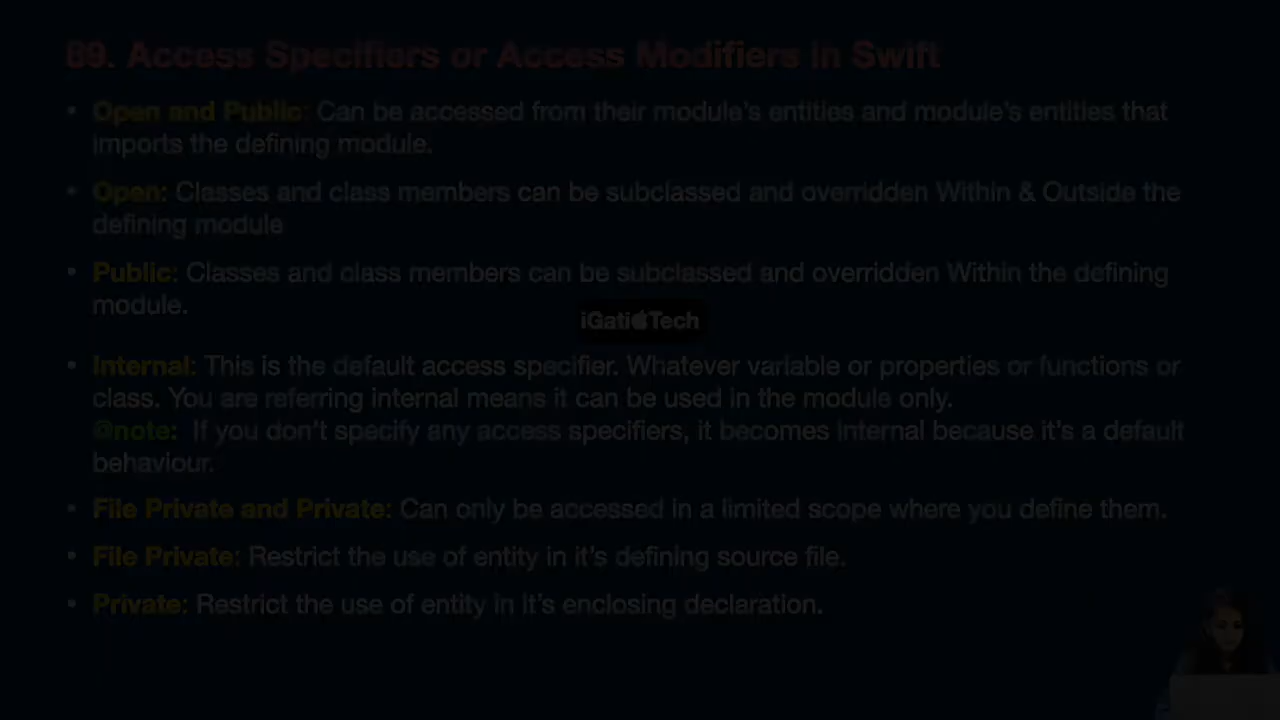 89. Access Specifiers or Access Modifiers in Swift
• Open and Public: Can be accessed from their module's entities and module's entities that
imports the defining module.
• Open: Classes and class members can be subclassed and overridden Within & Outside the
defining module
• Public: Classes and class members can be subclassed and overridden Within the defining
module.
iGati Tech
• Internal: This is the default access specifier. Whatever variable or properties or functions or
class. You are referring internal means it can be used in the module only.
@note: If you don't specify any access specifiers, it becomes Internal because it's a default
behaviour.
• File Private and Private: Can only be accessed in a limited scope where you define them.
• File Private: Restrict the use of entity in it's defining source file.
• Private: Restrict the use of entity in it's enclosing declaration.